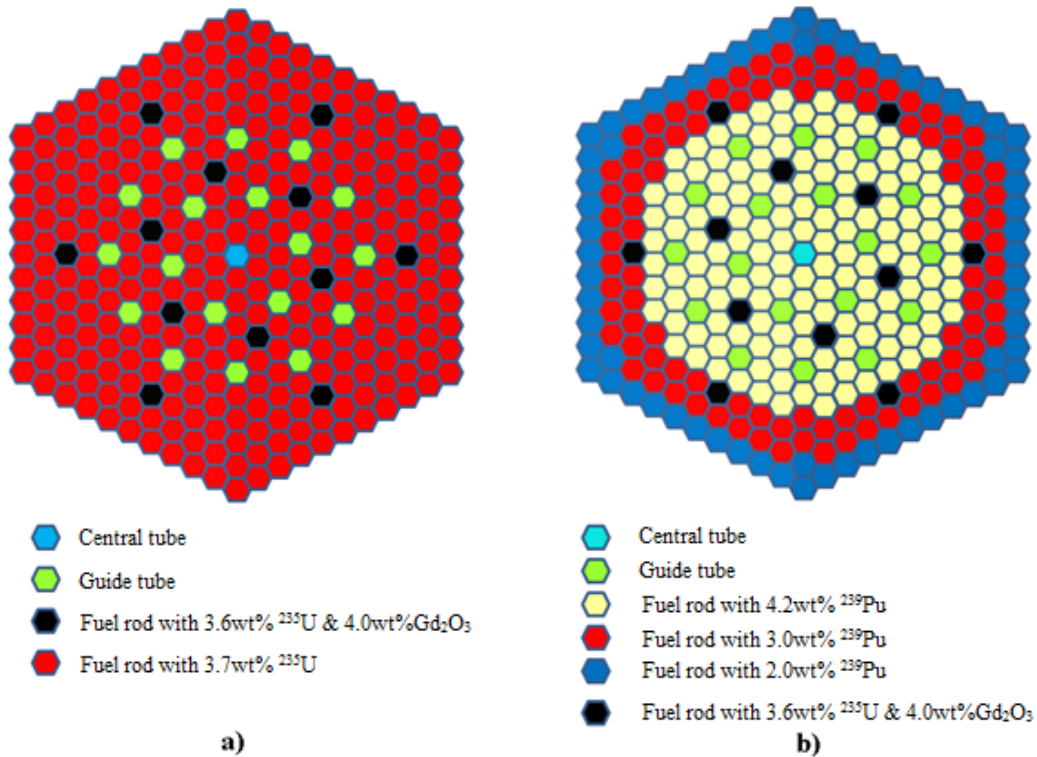 Central tube
Guide tube
Fuel rod with 3.6wt% ²³⁵U & 4.0wt%Gd₂O₃
Fuel rod with 3.7wt% ²³⁵U
a)
Central tube
Guide tube
Fuel rod with 4.2wt% ²³⁹Pu
Fuel rod with 3.0wt% ²³⁹Pu
Fuel rod with 2.0wt% ²³⁹Pu
Fuel rod with 3.6wt% ²³⁵U & 4.0wt%Gd₂O₃
b)